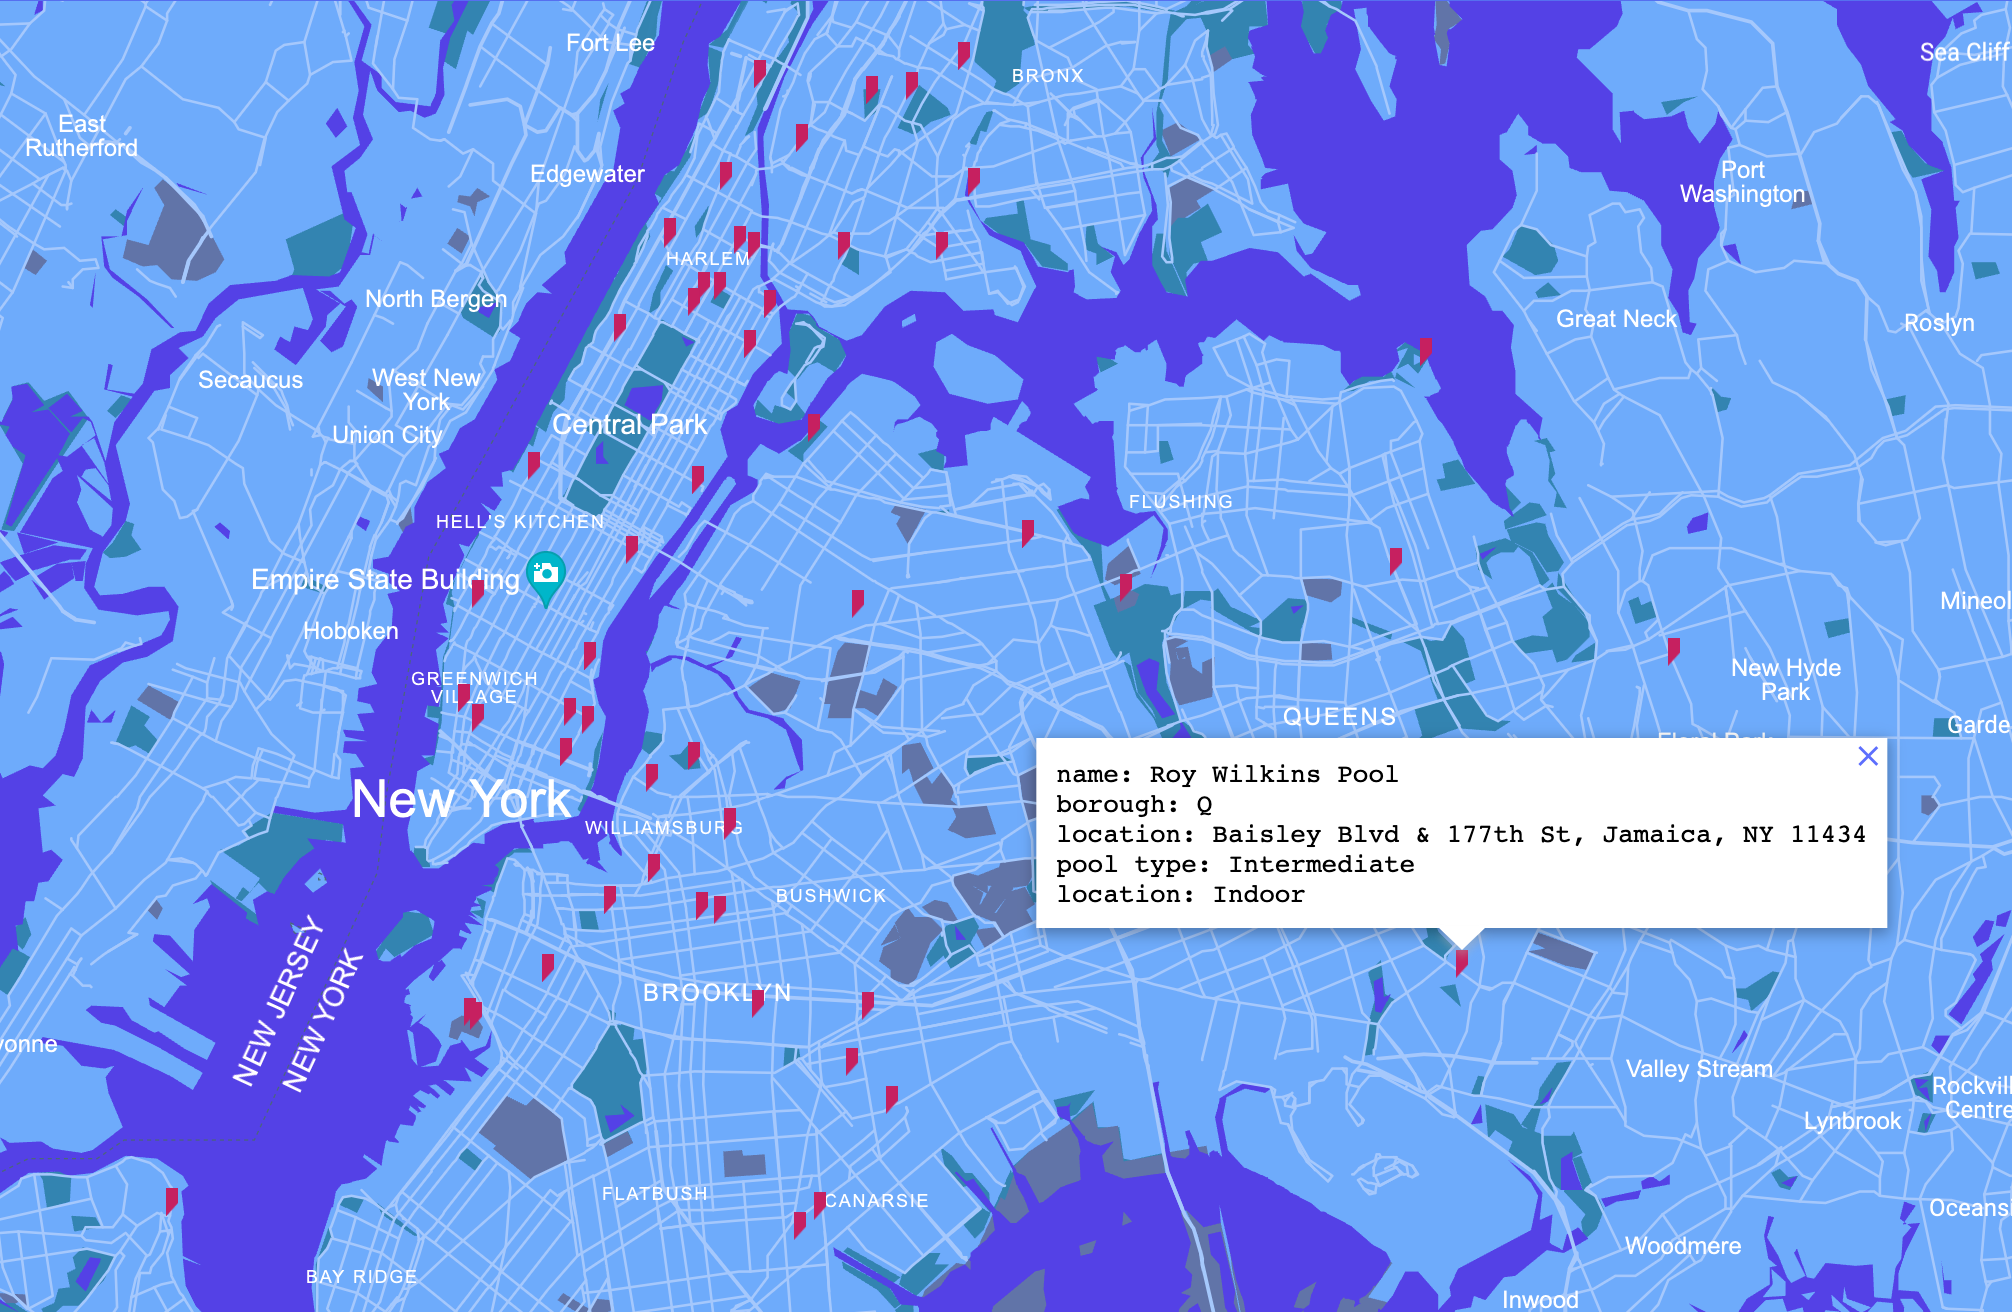 Fort Lee
Sea Cliff
BRONX
East
Rutherford
Edgewater
Port
Washington
HARLEM
North Bergen
Great Neck
Roslyn
Secaucus
West New
York
Central Park
Union City
FLUSHING
HELL'S KITCHEN
Empire State Building
Hoboken
Mineol
New Hyde
Park
GREENWICH
VILLAGE
QUEENS
Garde
Floral Park
name: Roy Wilkins Pool
borough: Q
location: Baisley Blvd & 177th St, Jamaica, NY 11434
pool type: Intermediate
location: Indoor
New York
WILLIAMSBURG
BUSHWICK
NEW JERSEY
NEW YORK
BROOKLYN
yonne
Valley Stream
Rockvill
Centre
Lynbrook
FLATBUSH
CANARSIE
Oceansi
Woodmere
BAY RIDGE
Inwood